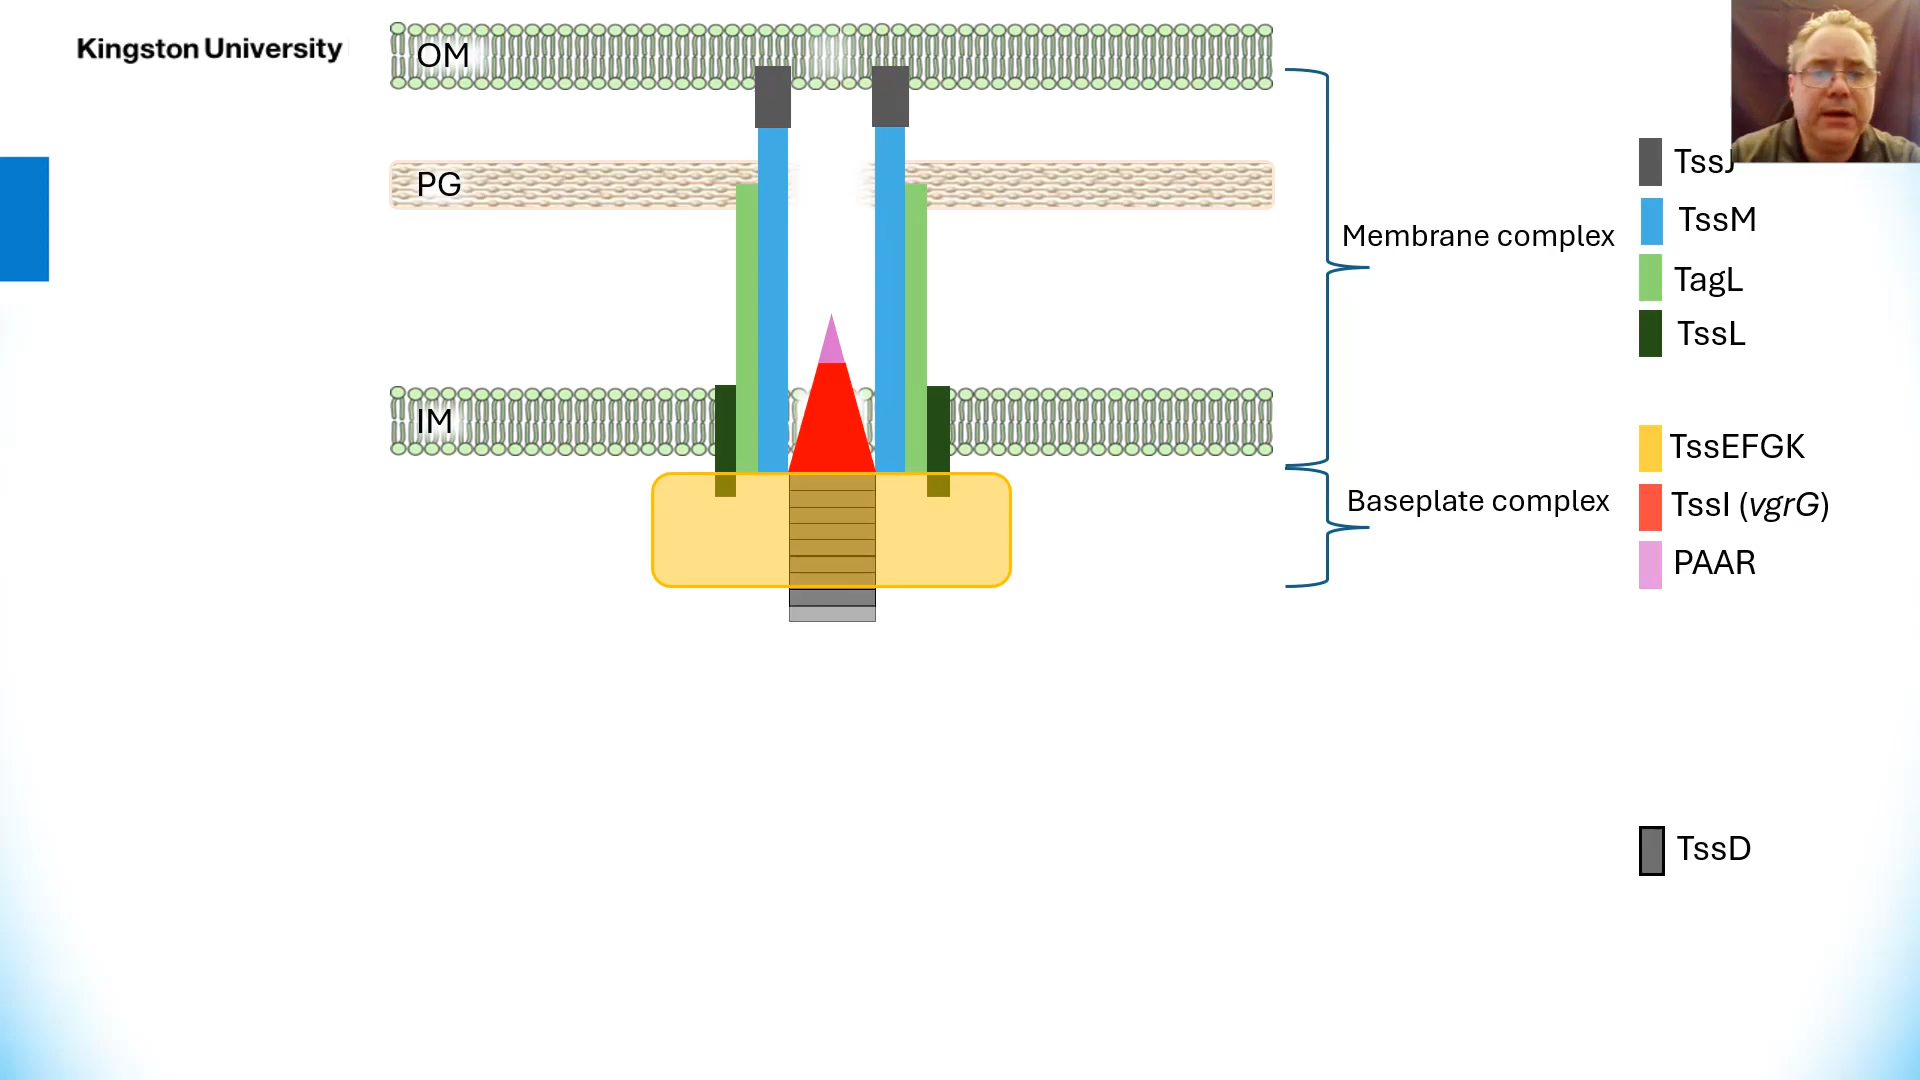 Kingston University
OM
PG
IM
Membrane complex
Baseplate complex
TssJ
TssM
TagL
TssL
TssEFGK
TssI (vgrG)
PAAR
TssD